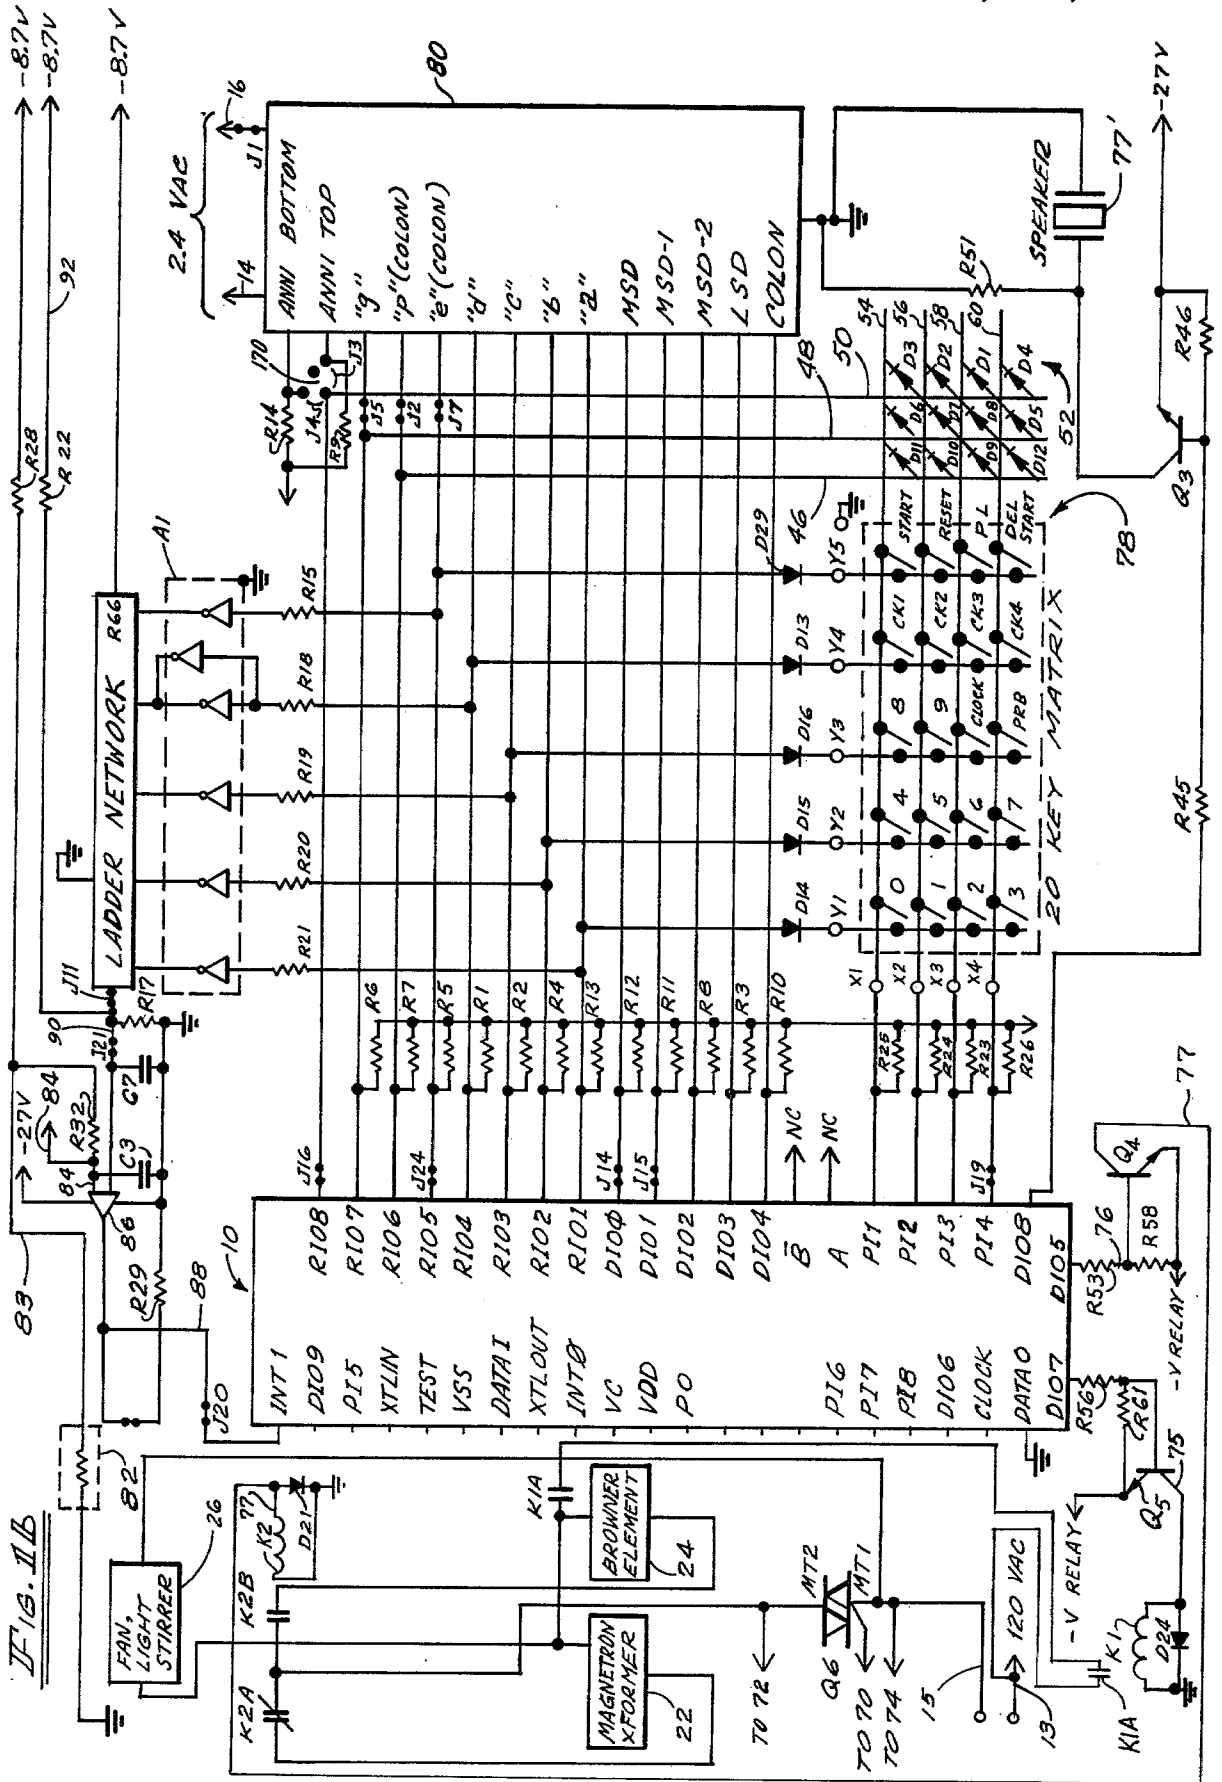 FIG. 11B
-8.7V
-8.7V
-8.7V
R28
R22
92
83
-27V
84
84
R32
C3
86
R29
88
J20
82
90
J21
C7
J11
R17
LADDER NETWORK R66
A1
R21
R20
R19
R18
R15
2.4 VAC
14
16
J1
80
ANNI BOTTOM
ANNI TOP
"g"
"p"(COLON)
"e"(COLON)
"d"
"c"
"b"
"a"
MSD
MSD-1
MSD-2
LSD
COLON
170
R14
J4
J3
R9
J5
J2
J7
48
50
46
52
54
56
58
60
D3
D2
D1
D4
D6
D7
D8
D5
D11
D10
D9
D12
R51
SPEAKER
77'
-27V
R46
Q3
R45
10
INT 1
DIO9
PI5
XTLIN
TEST
VSS
DATA I
XTLOUT
INTØ
VC
VDD
PO
PI6
PI7
PI8
DIO6
CLOCK
DATA O
DIO7
RIO8
RIO7
RIO6
RIO5
RIO4
RIO3
RIO2
RIO1
DIOØ
DIO1
DIO2
DIO3
DIO4
B̅
A
PI1
PI2
PI3
PI4
DIO8
DIO5
J16
J24
J14
J15
J19
NC
NC
R6
R7
R5
R1
R2
R4
R13
R12
R11
R8
R3
R10
R25
R24
R23
R26
D14
D15
D16
D13
D29
Y1
Y2
Y3
Y4
Y5
X1
X2
X3
X4
0
4
8
CK1
START
1
5
9
CK2
RESET
2
6
CLOCK
CK3
PL
3
7
PRB
CK4
DEL START
20 KEY MATRIX
78
FAN, LIGHT STIRRER
26
K2
77
D21
K2B
K2A
K1A
BROWNER ELEMENT
24
MAGNETRON XFORMER
22
MT2
MT1
Q6
TO 72
TO 70
TO 74
15
13
120 VAC
K1A
K1
D24
-V RELAY
Q5
75
R56
R61
R53
76
R58
-V RELAY
Q4
77